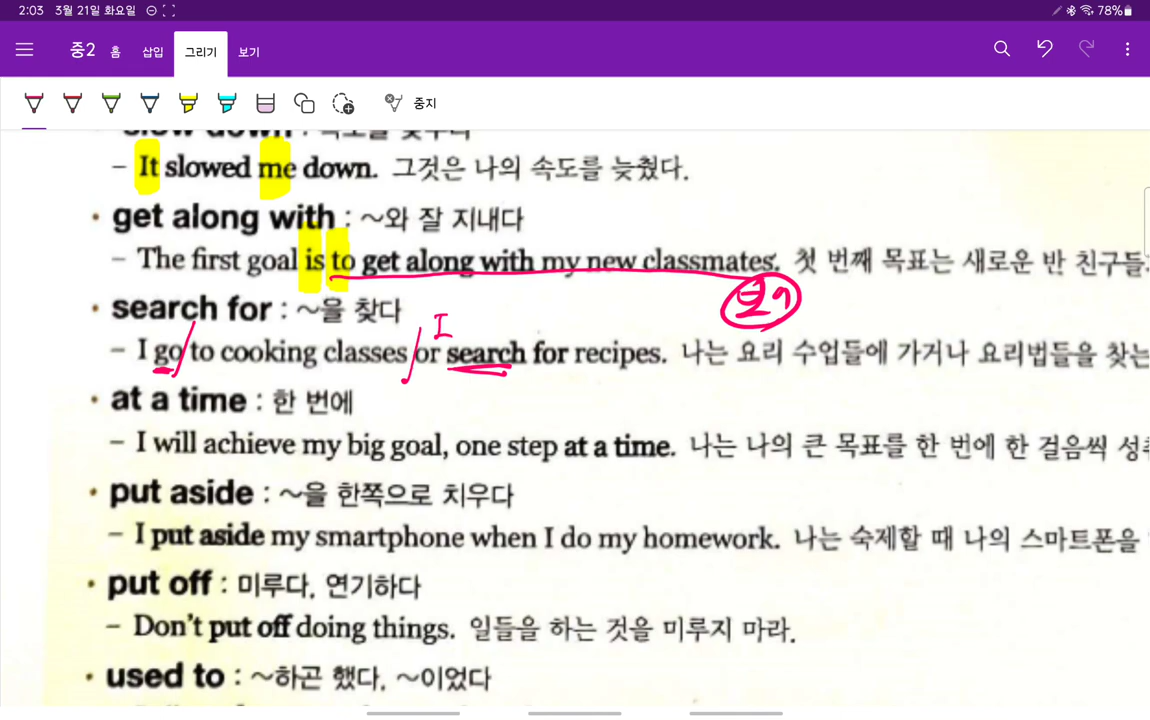 2:03 3월 21일 화요일 78%
중2 홈 삽입 그리기 보기
중지
slow down : 속도를 늦추다
– It slowed me down. 그것은 나의 속도를 늦췄다.
• get along with : ~와 잘 지내다
– The first goal is to get along with my new classmates. 첫 번째 목표는 새로운 반 친구들
보어
• search for : ~을 찾다
I
– I go to cooking classes or search for recipes. 나는 요리 수업들에 가거나 요리법들을 찾는
• at a time : 한 번에
– I will achieve my big goal, one step at a time. 나는 나의 큰 목표를 한 번에 한 걸음씩 성
• put aside : ~을 한쪽으로 치우다
– I put aside my smartphone when I do my homework. 나는 숙제할 때 나의 스마트폰을
• put off : 미루다, 연기하다
– Don't put off doing things. 일들을 하는 것을 미루지 마라.
• used to : ~하곤 했다, ~이었다